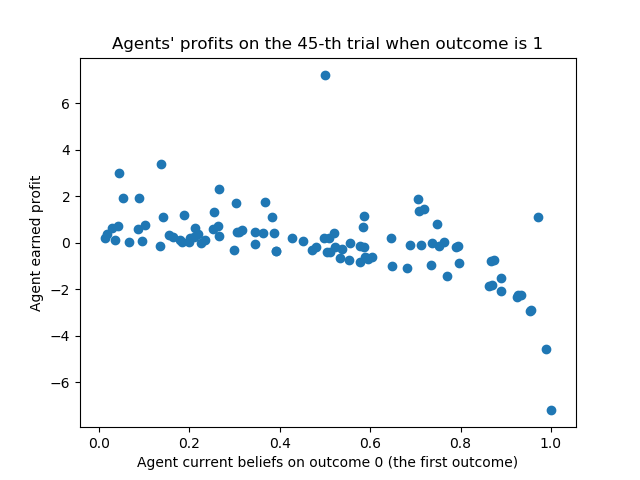 Agents' profits on the 45-th trial when outcome is 1
Agent earned profit
6
4
2
0
−2
−4
−6
0.0 0.2 0.4 0.6 0.8 1.0
Agent current beliefs on outcome 0 (the first outcome)